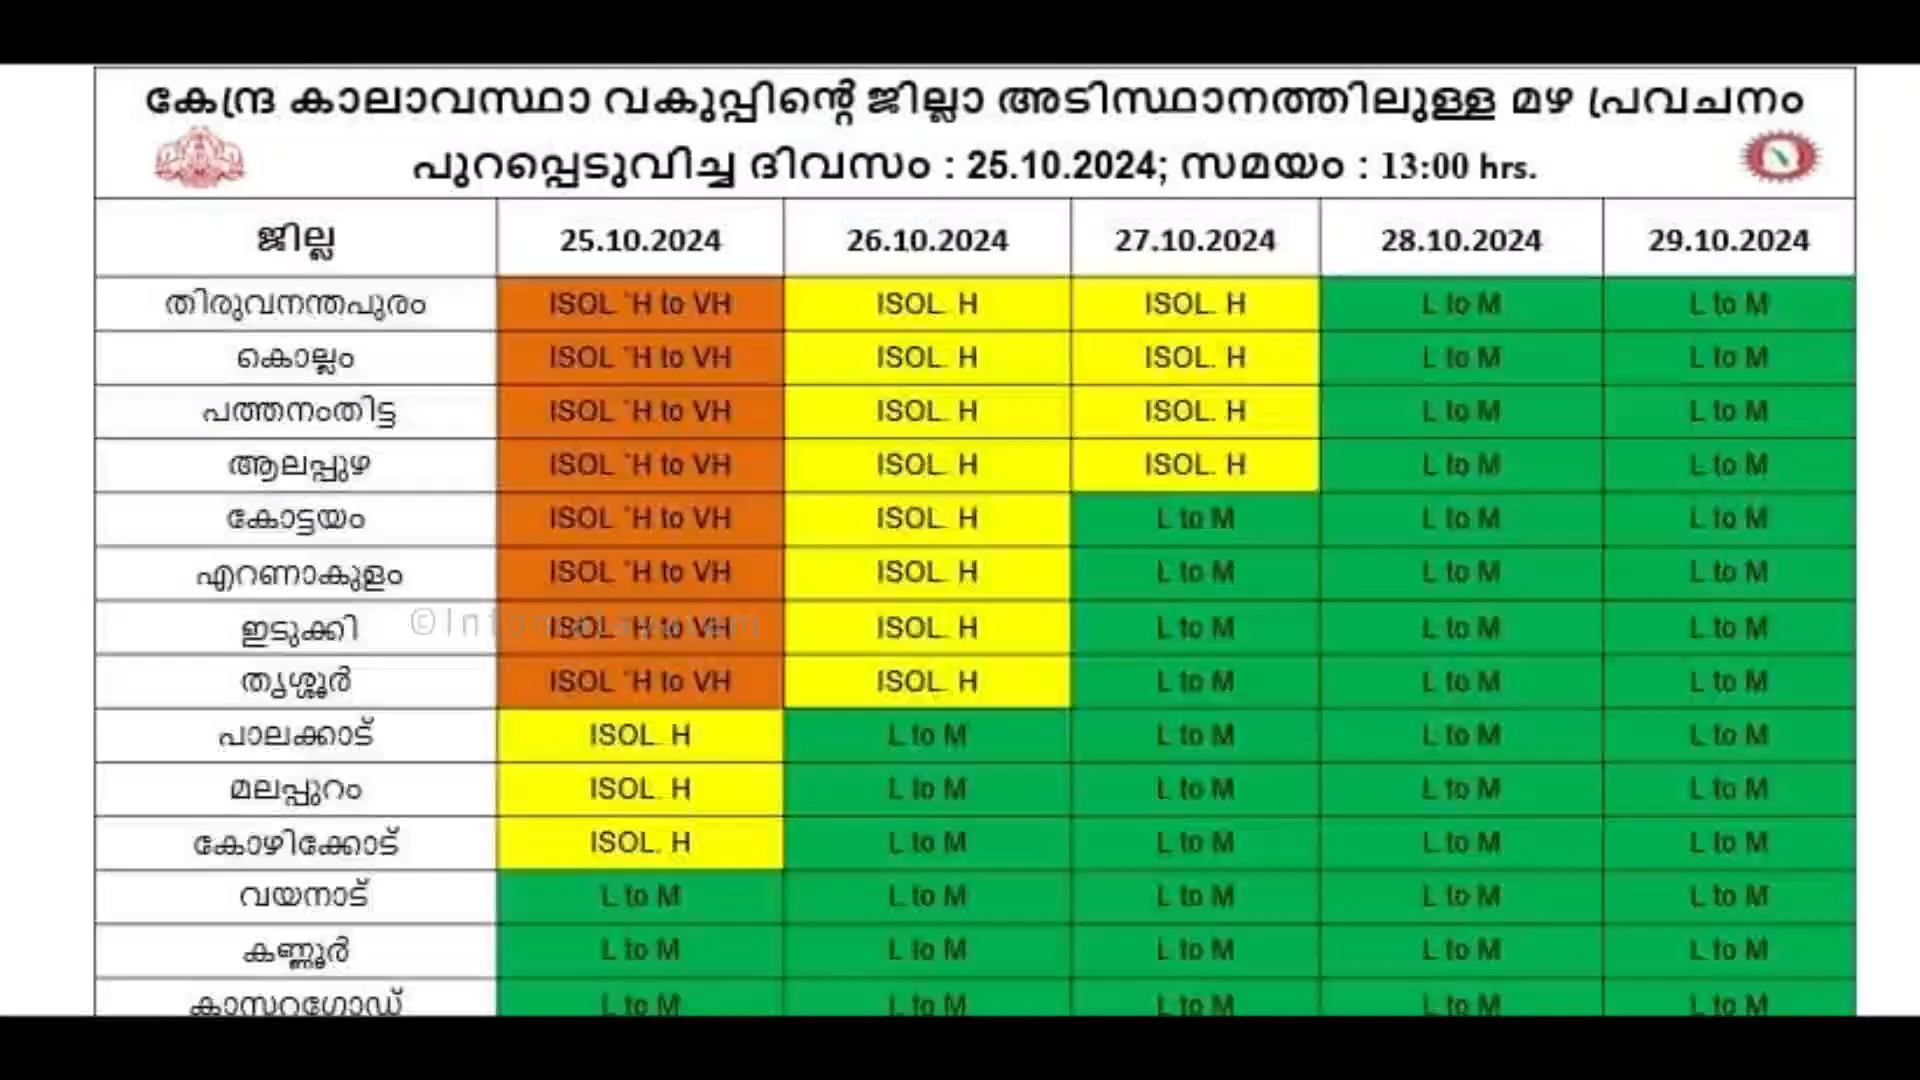 കേന്ദ്ര കാലാവസ്ഥാ വകുപ്പിന്റെ ജില്ലാ അടിസ്ഥാനത്തിലുള്ള മഴ പ്രവചനം
പുറപ്പെടുവിച്ച ദിവസം : 25.10.2024; സമയം : 13:00 hrs.
ജില്ല 25.10.2024 26.10.2024 27.10.2024 28.10.2024 29.10.2024
തിരുവനന്തപുരം ISOL 'H to VH ISOL. H ISOL. H L to M L to M
കൊല്ലം ISOL 'H to VH ISOL. H ISOL. H L to M L to M
പത്തനംതിട്ട ISOL 'H to VH ISOL. H ISOL. H L to M L to M
ആലപ്പുഴ ISOL 'H to VH ISOL. H ISOL. H L to M L to M
കോട്ടയം ISOL 'H to VH ISOL. H L to M L to M L to M
എറണാകുളം ISOL 'H to VH ISOL. H L to M L to M L to M
ഇടുക്കി ISOL 'H to VH ISOL. H L to M L to M L to M
തൃശ്ശൂർ ISOL 'H to VH ISOL. H L to M L to M L to M
പാലക്കാട് ISOL. H L to M L to M L to M L to M
മലപ്പുറം ISOL. H L to M L to M L to M L to M
കോഴിക്കോട് ISOL. H L to M L to M L to M L to M
വയനാട് L to M L to M L to M L to M L to M
കണ്ണൂർ L to M L to M L to M L to M L to M
കാസറഗോഡ് L to M L to M L to M L to M L to M